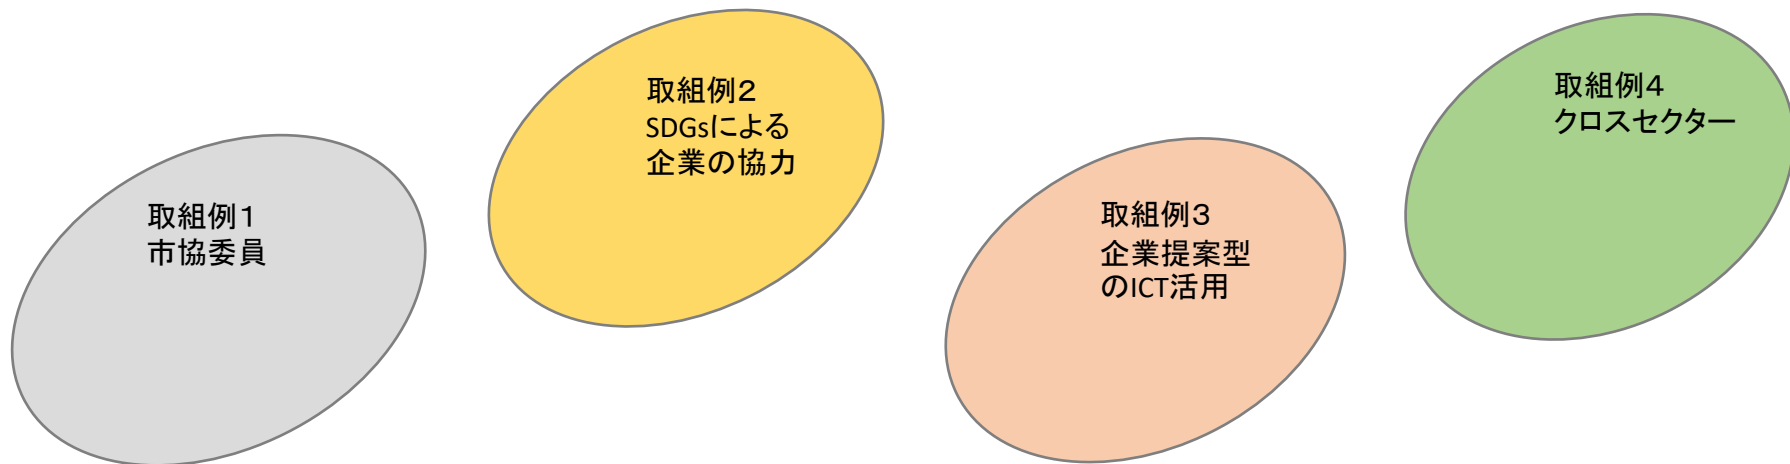 取組例1
市協委員
取組例2
SDGsによる
企業の協力
取組例3
企業提案型
のICT活用
取組例4
クロスセクター